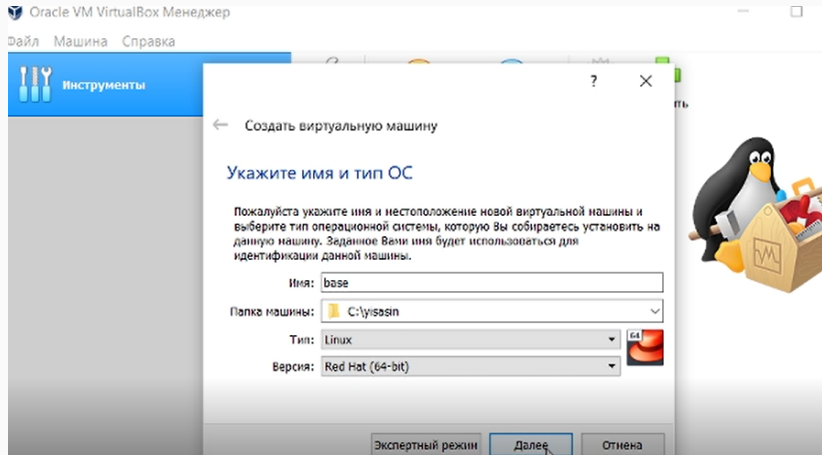 Oracle VM VirtualBox Менеджер
Файл Машина Справка
Инструменты
?
Создать виртуальную машину
Укажите имя и тип ОС
Пожалуйста укажите имя и местоположение новой виртуальной машины и
выберите тип операционной системы, которую Вы собираетесь установить на
данную машину. Заданное Вами имя будет использоваться для
идентификации данной машины.
Имя: base
Папка машины: C:\yisasin
Тип: Linux
64
Версия: Red Hat (64-bit)
Экспертный режим Далее Отмена